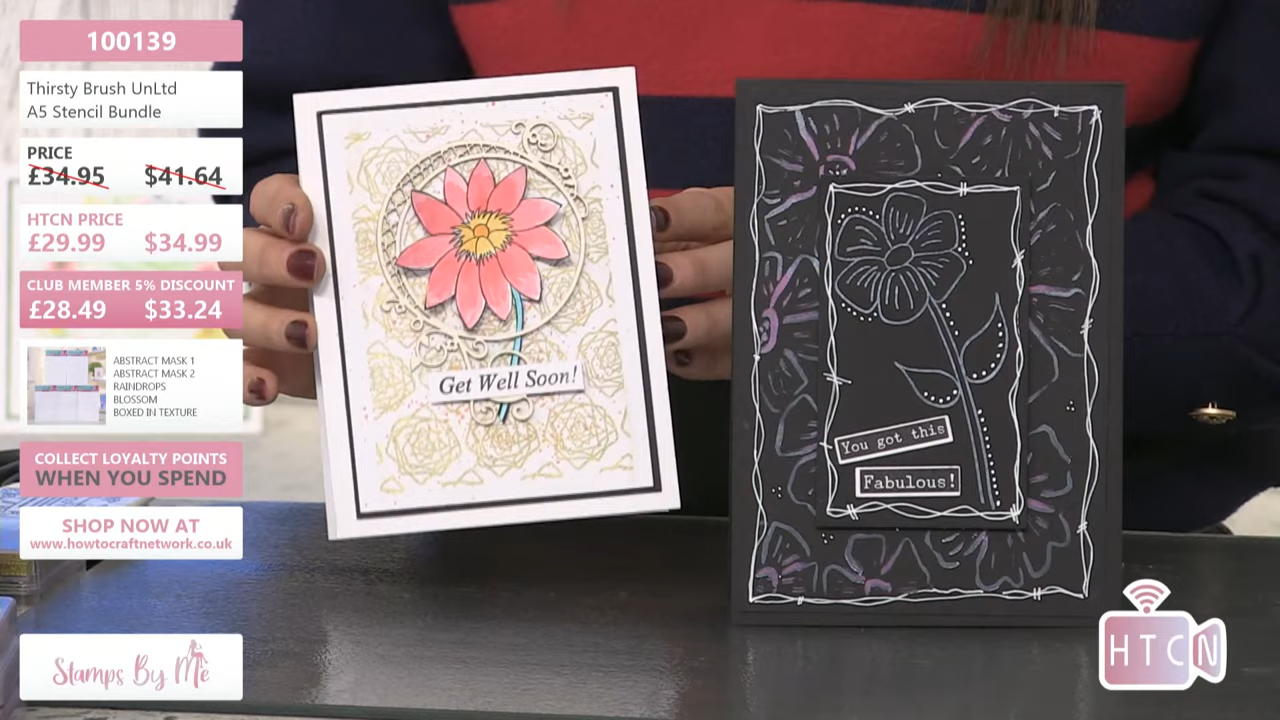 100139
Thirsty Brush UnLtd
A5 Stencil Bundle
PRICE
£34.95 $41.64
HTCN PRICE
£29.99 $34.99
CLUB MEMBER 5% DISCOUNT
£28.49 $33.24
ABSTRACT MASK 1
ABSTRACT MASK 2
RAINDROPS
BLOSSOM
BOXED IN TEXTURE
COLLECT LOYALTY POINTS
WHEN YOU SPEND
SHOP NOW AT
www.howtocraftnetwork.co.uk
Stamps By Me
Get Well Soon!
You got this
Fabulous!
HTCN